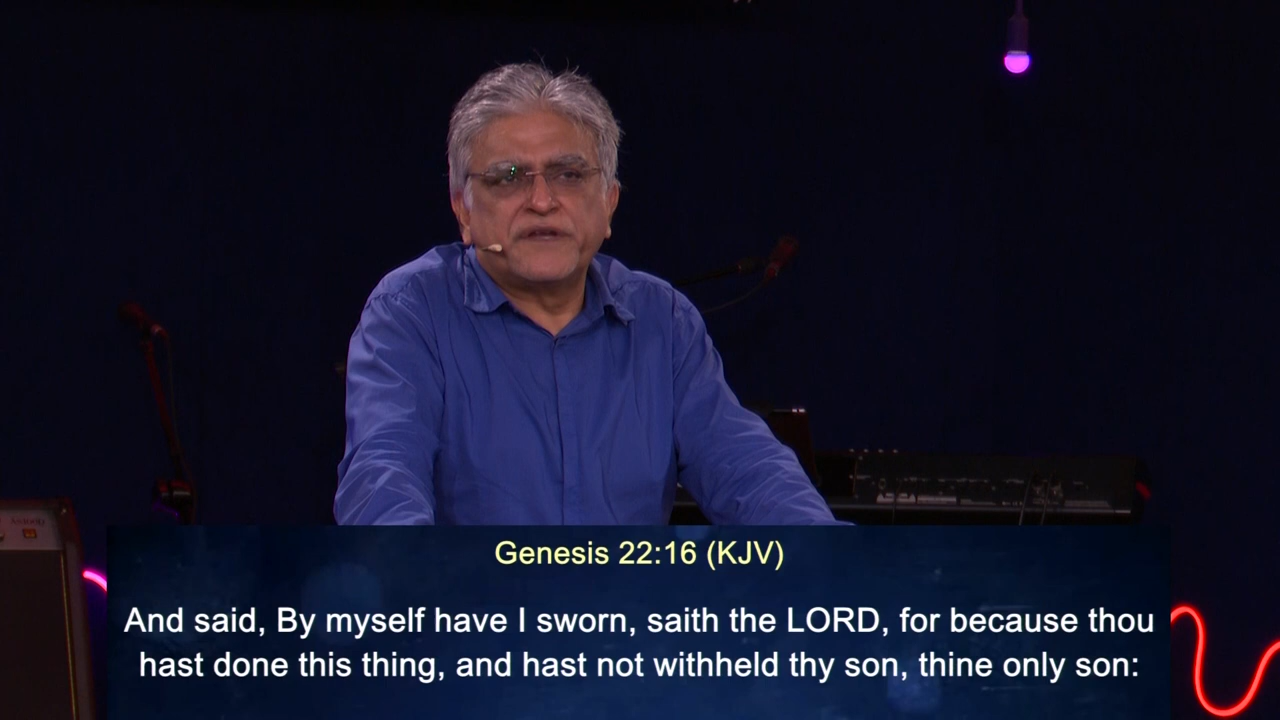 Genesis 22:16 (KJV)
And said, By myself have I sworn, saith the LORD, for because thou
hast done this thing, and hast not withheld thy son, thine only son: